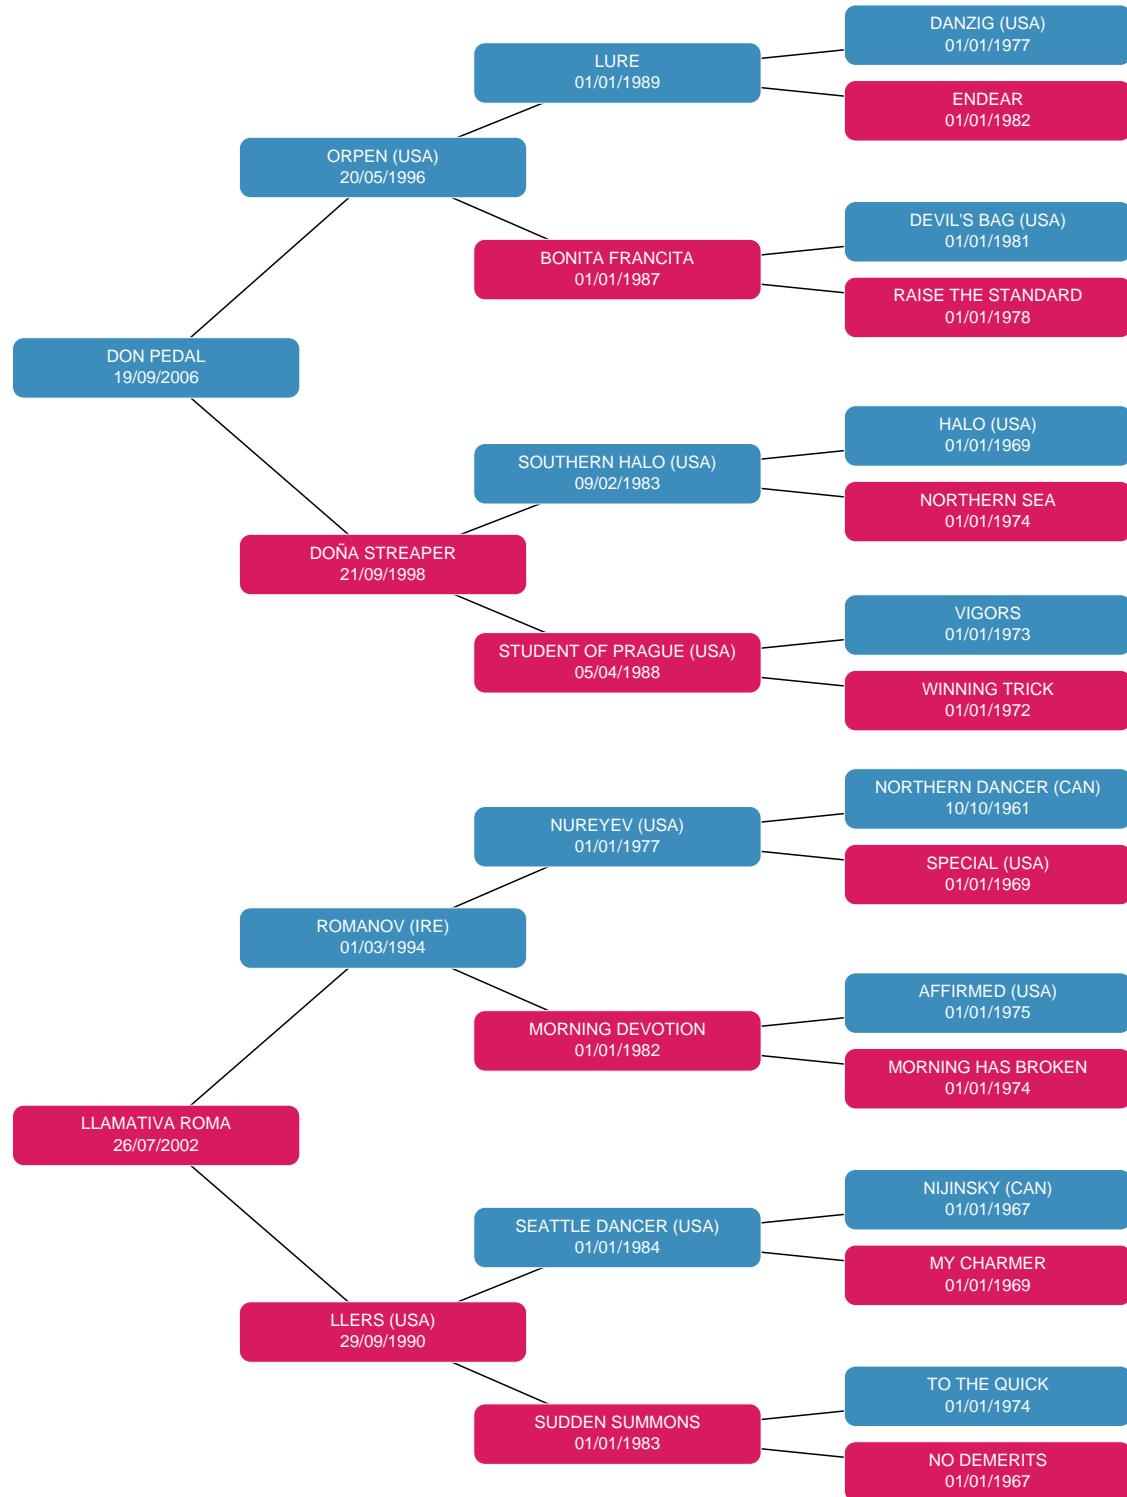 DANZIG (USA)
01/01/1977
LURE
01/01/1989
ENDEAR
01/01/1982
ORPEN (USA)
20/05/1996
DEVIL'S BAG (USA)
01/01/1981
BONITA FRANCITA
01/01/1987
RAISE THE STANDARD
01/01/1978
DON PEDAL
19/09/2006
HALO (USA)
01/01/1969
SOUTHERN HALO (USA)
09/02/1983
NORTHERN SEA
01/01/1974
DOÑA STREAPER
21/09/1998
VIGORS
01/01/1973
STUDENT OF PRAGUE (USA)
05/04/1988
WINNING TRICK
01/01/1972
NORTHERN DANCER (CAN)
10/10/1961
NUREYEV (USA)
01/01/1977
SPECIAL (USA)
01/01/1969
ROMANOV (IRE)
01/03/1994
AFFIRMED (USA)
01/01/1975
MORNING DEVOTION
01/01/1982
MORNING HAS BROKEN
01/01/1974
LLAMATIVA ROMA
26/07/2002
NIJINSKY (CAN)
01/01/1967
SEATTLE DANCER (USA)
01/01/1984
MY CHARMER
01/01/1969
LLERS (USA)
29/09/1990
TO THE QUICK
01/01/1974
SUDDEN SUMMONS
01/01/1983
NO DEMERITS
01/01/1967